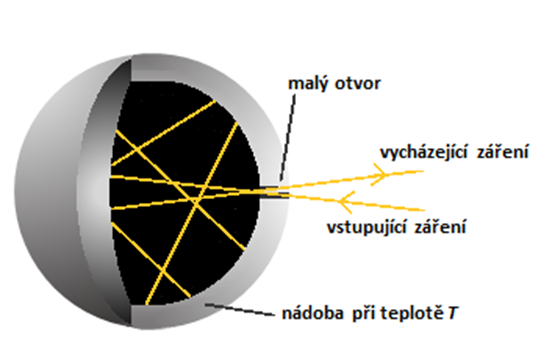 malý otvor
vycházející záření
vstupující záření
nádoba při teplotě T